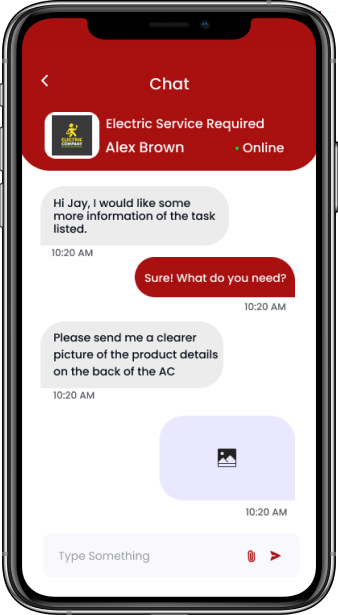 Chat
Electric Service Required
ELECTRIC
COMPANY
Alex Brown
Online
Hi Jay, I would like some
more information of the task
listed.
10:20 AM
Sure! What do you need?
10:20 AM
Please send me a clearer
picture of the product details
on the back of the AC
10:20 AM
10:20 AM
Type Something